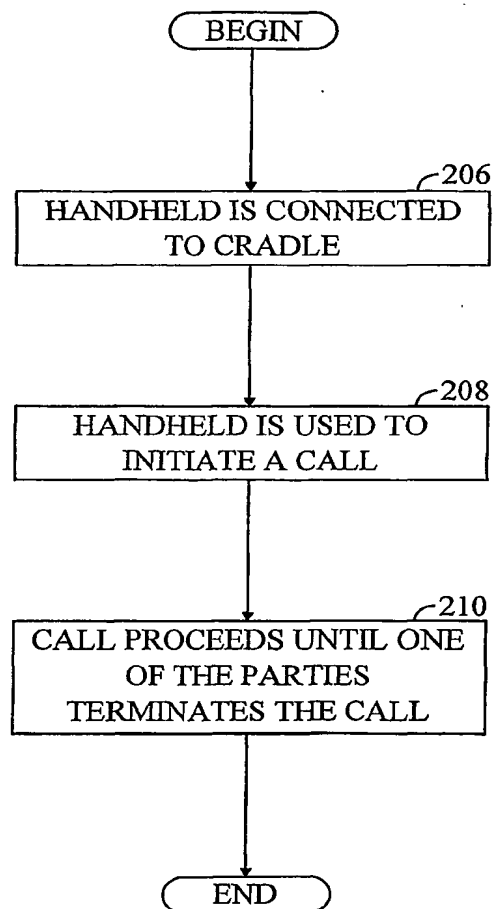 BEGIN
206
HANDHELD IS CONNECTED
TO CRADLE
208
HANDHELD IS USED TO
INITIATE A CALL
210
CALL PROCEEDS UNTIL ONE
OF THE PARTIES
TERMINATES THE CALL
END